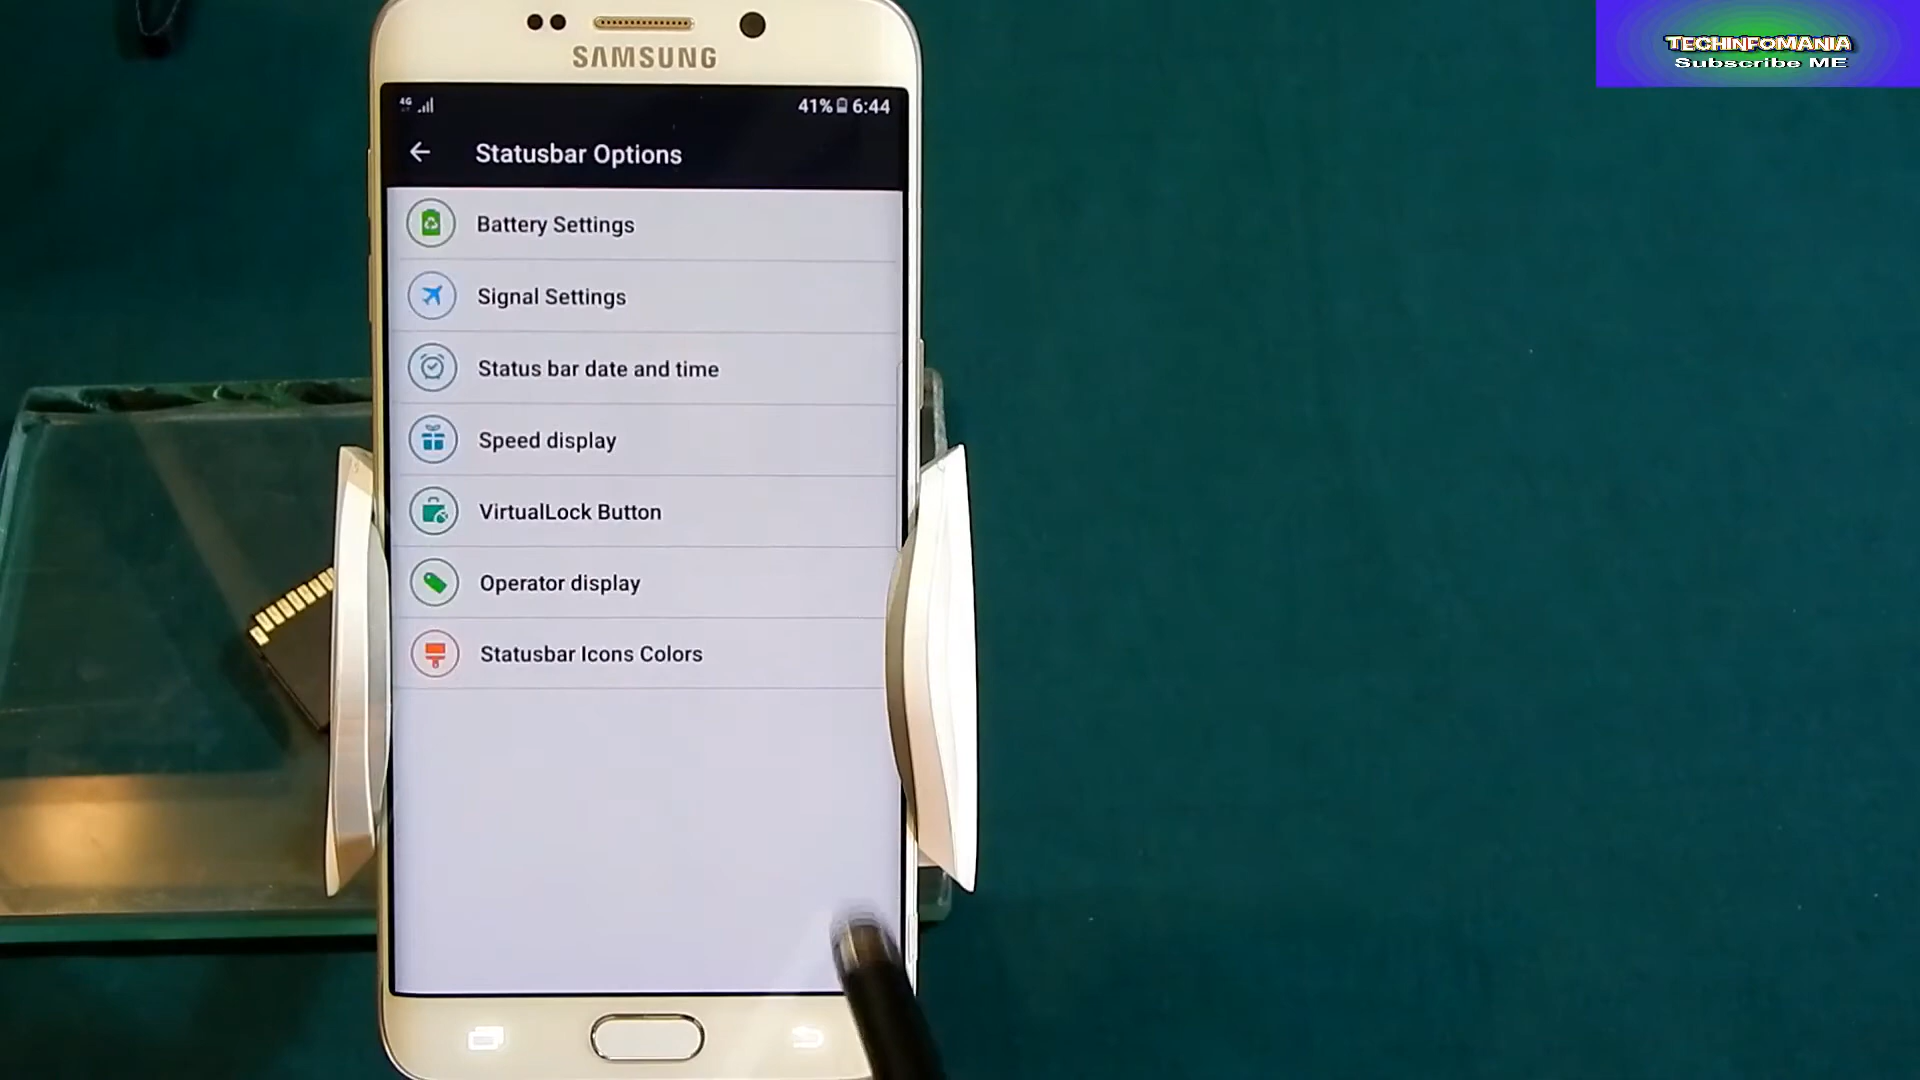 TECHINFOMANIA
Subscribe ME
SAMSUNG
4G
41% 6:44
Statusbar Options
Battery Settings
Signal Settings
Status bar date and time
Speed display
VirtualLock Button
Operator display
Statusbar Icons Colors